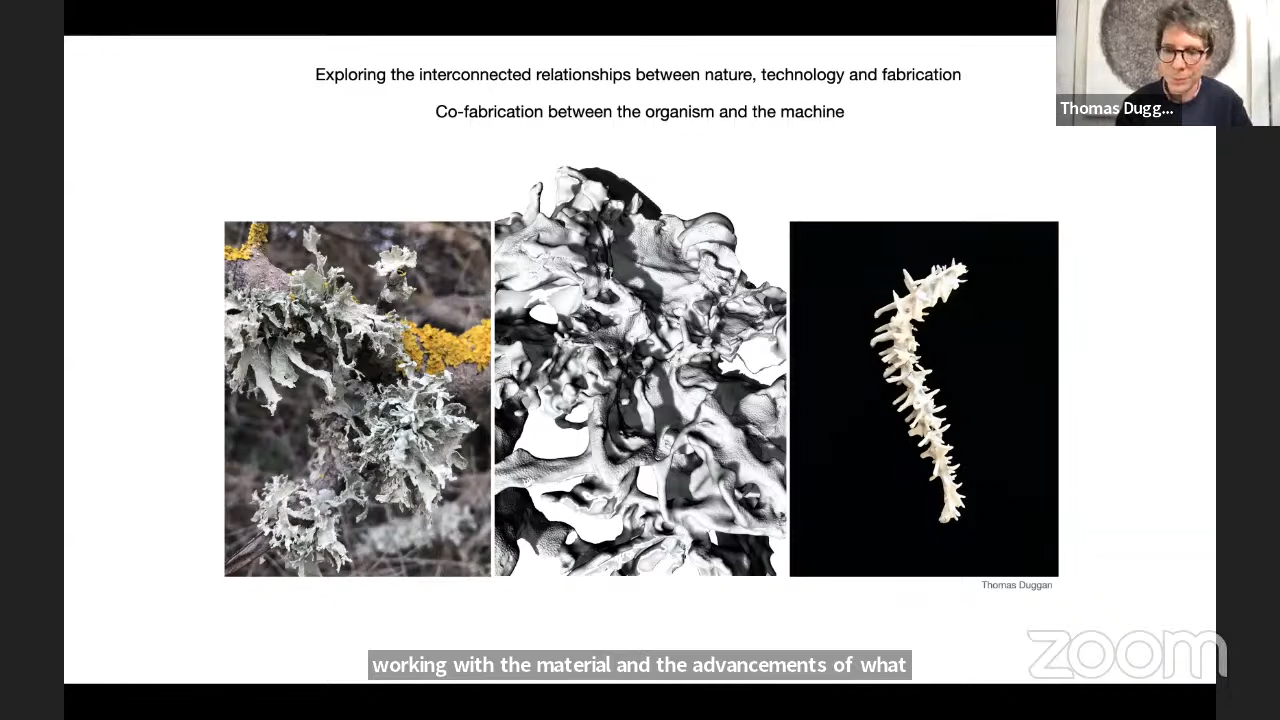 Exploring the interconnected relationships between nature, technology and fabrication
Thomas Dugg...
Co-fabrication between the organism and the machine
Thomas Duggan
working with the material and the advancements of what
zoom